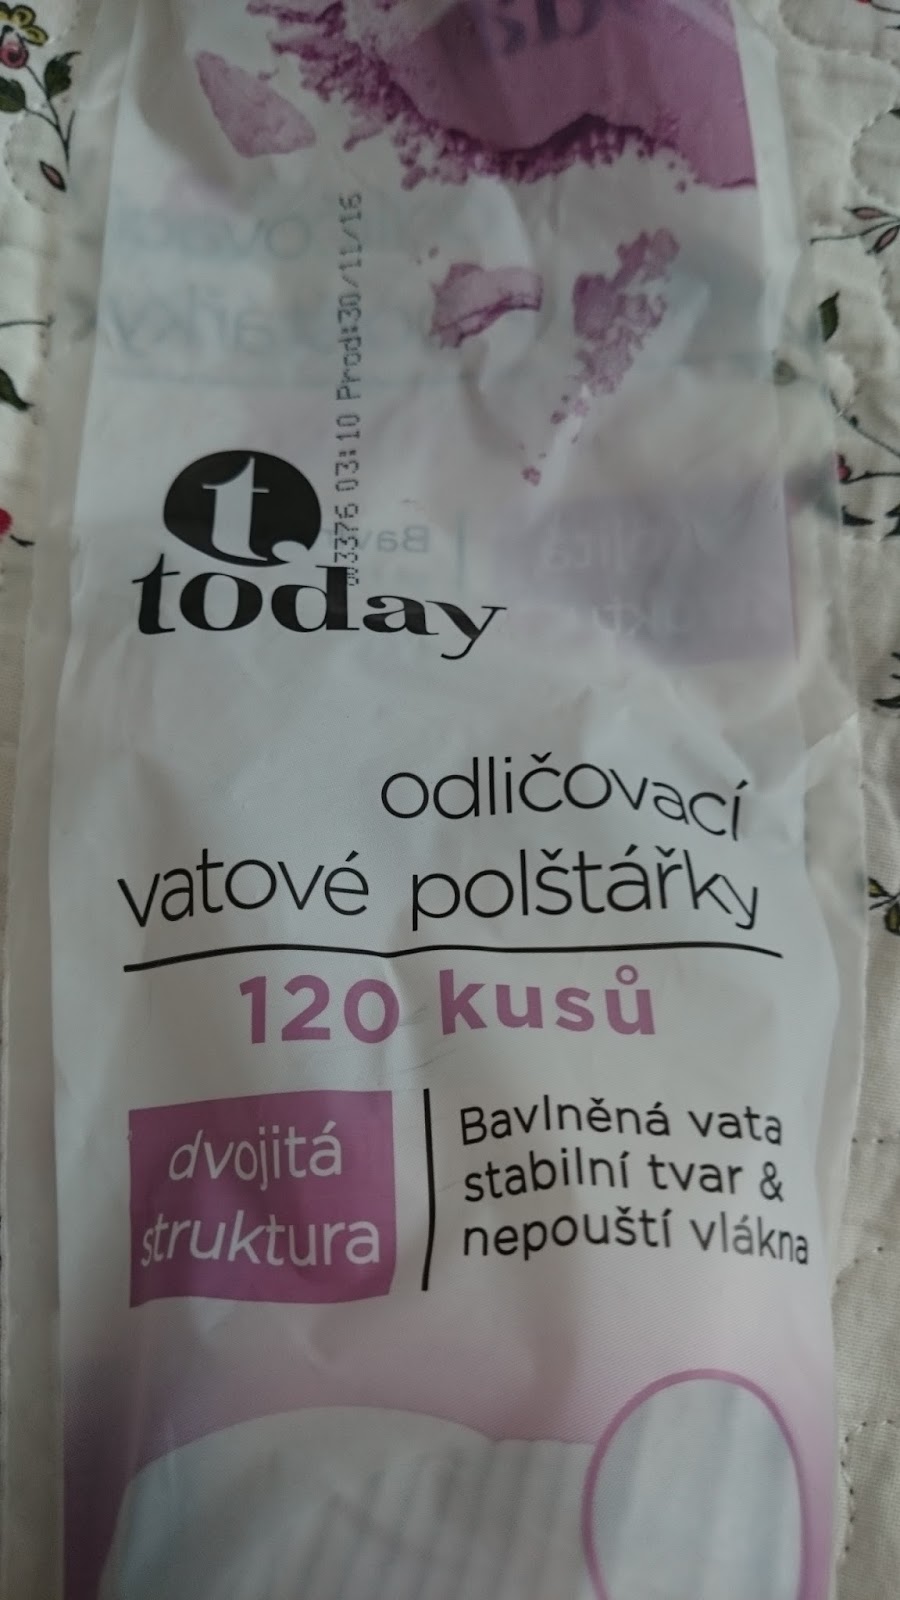 003376 03:10 Prod:30/11/16
t.
today
odličovací
vatové polštářky
120 kusů
dvojitá
struktura
Bavlněná vata
stabilní tvar &
nepouští vlákna